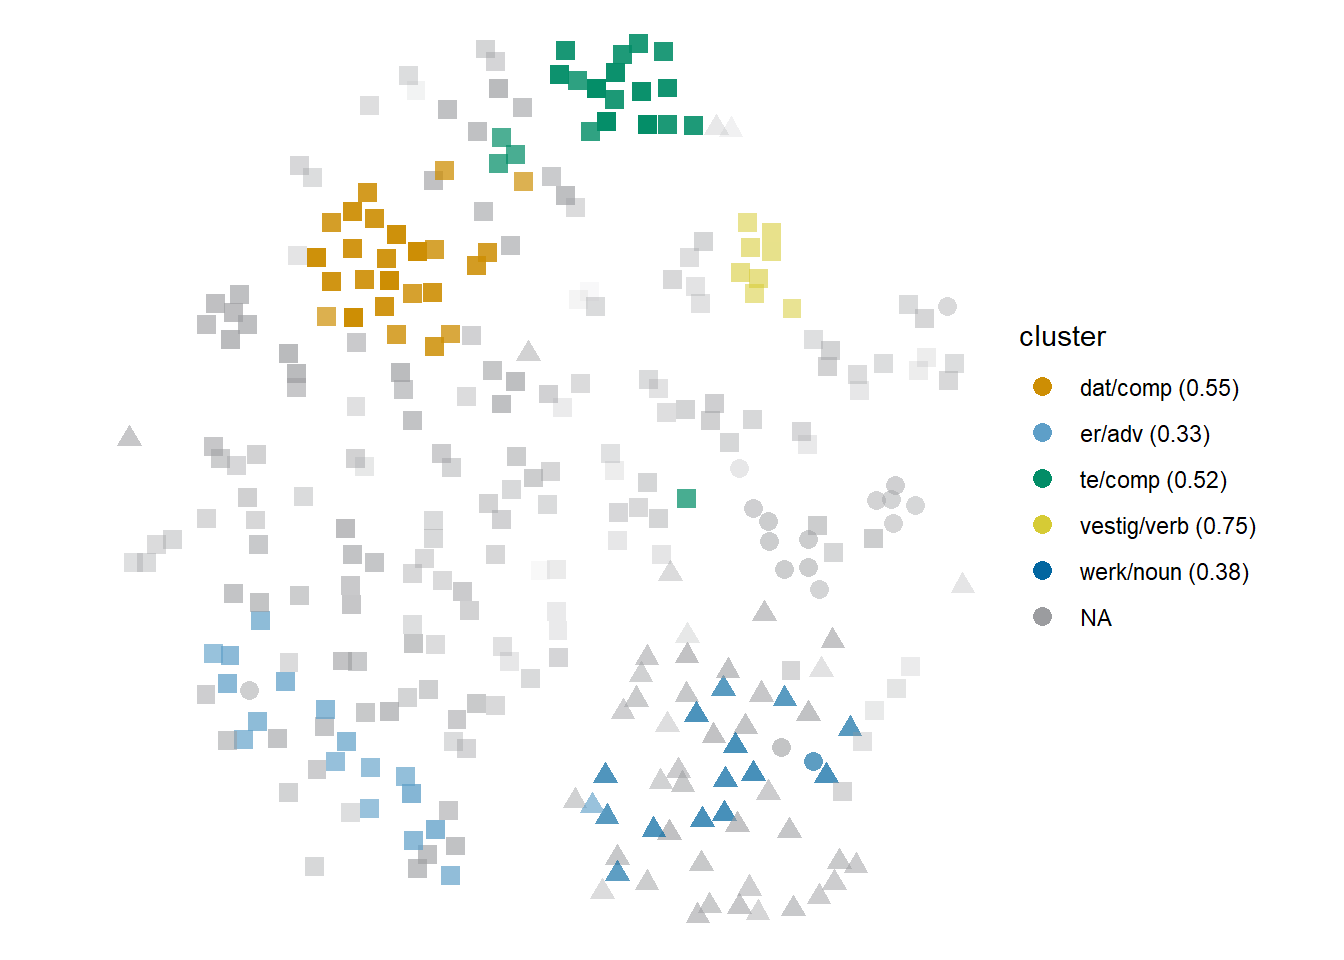 cluster
dat/comp (0.55)
er/adv (0.33)
te/comp (0.52)
vestig/verb (0.75)
werk/noun (0.38)
NA